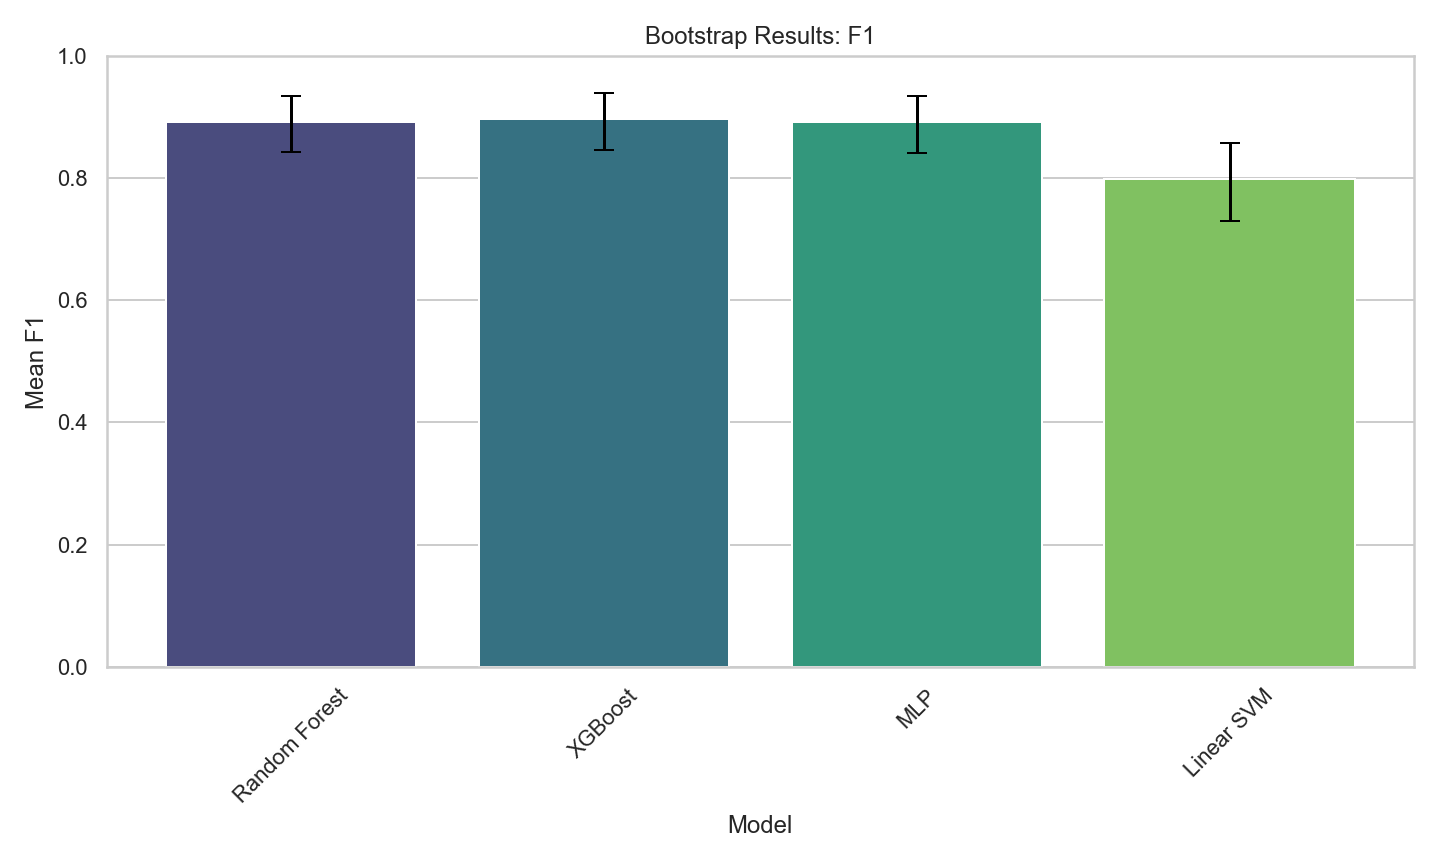 Bootstrap Results: F1
1.0
0.8
0.6
0.4
0.2
0.0
Mean F1
Random Forest
XGBoost
MLP
Linear SVM
Model